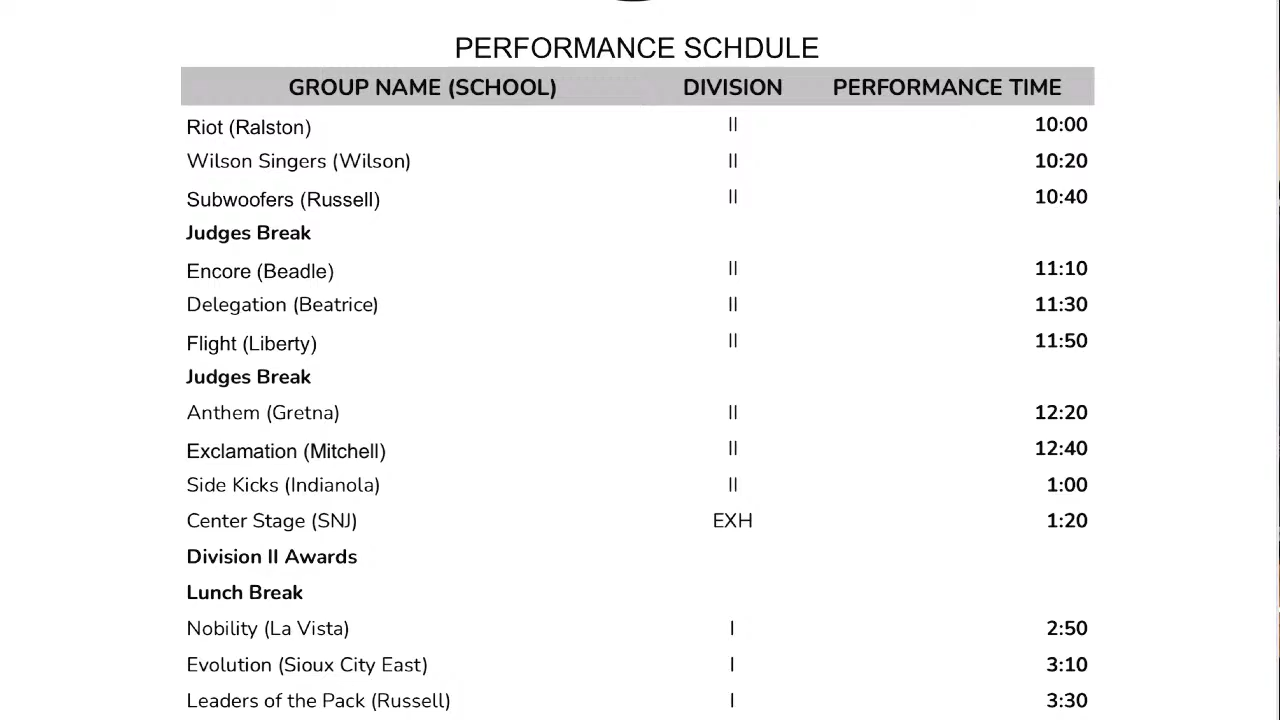 PERFORMANCE SCHDULE
GROUP NAME (SCHOOL) DIVISION PERFORMANCE TIME
Riot (Ralston) II 10:00
Wilson Singers (Wilson) II 10:20
Subwoofers (Russell) II 10:40
Judges Break
Encore (Beadle) II 11:10
Delegation (Beatrice) II 11:30
Flight (Liberty) II 11:50
Judges Break
Anthem (Gretna) II 12:20
Exclamation (Mitchell) II 12:40
Side Kicks (Indianola) II 1:00
Center Stage (SNJ) EXH 1:20
Division II Awards
Lunch Break
Nobility (La Vista) I 2:50
Evolution (Sioux City East) I 3:10
Leaders of the Pack (Russell) I 3:30